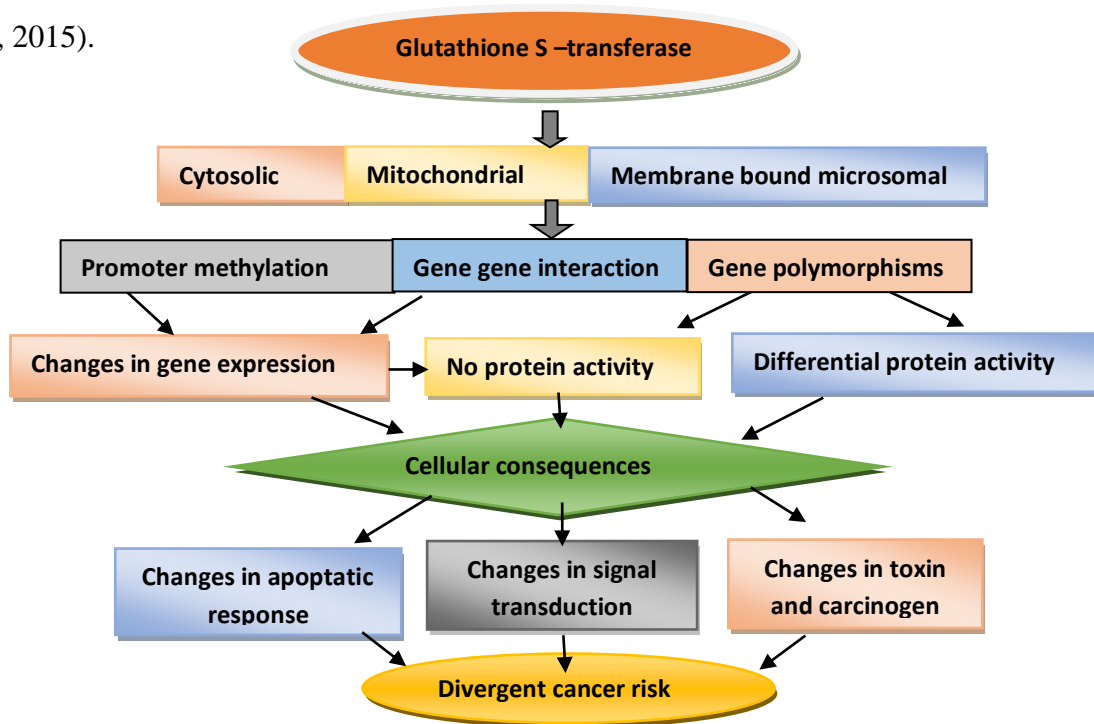 , 2015).
Glutathione S –transferase
Cytosolic
Mitochondrial
Membrane bound microsomal
Promoter methylation
Gene gene interaction
Gene polymorphisms
Changes in gene expression
No protein activity
Differential protein activity
Cellular consequences
Changes in apoptatic
response
Changes in signal
transduction
Changes in toxin
and carcinogen
Divergent cancer risk